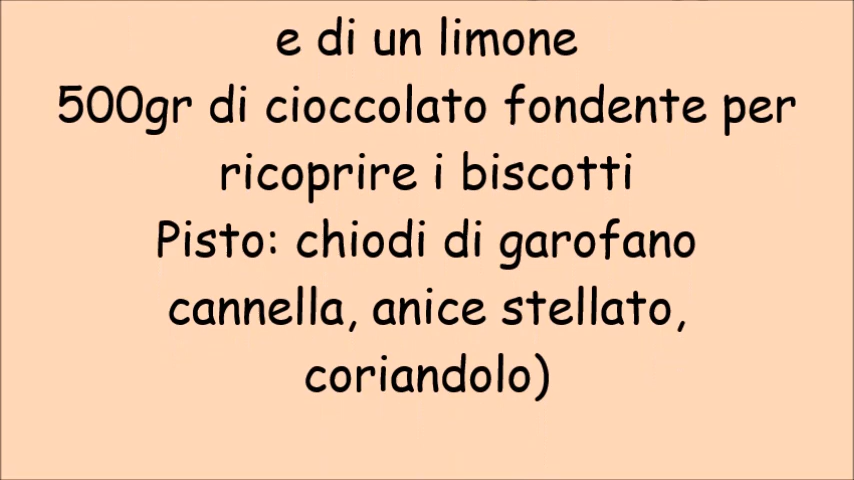 e di un limone
500gr di cioccolato fondente per
ricoprire i biscotti
Pisto: chiodi di garofano
cannella, anice stellato,
coriandolo)